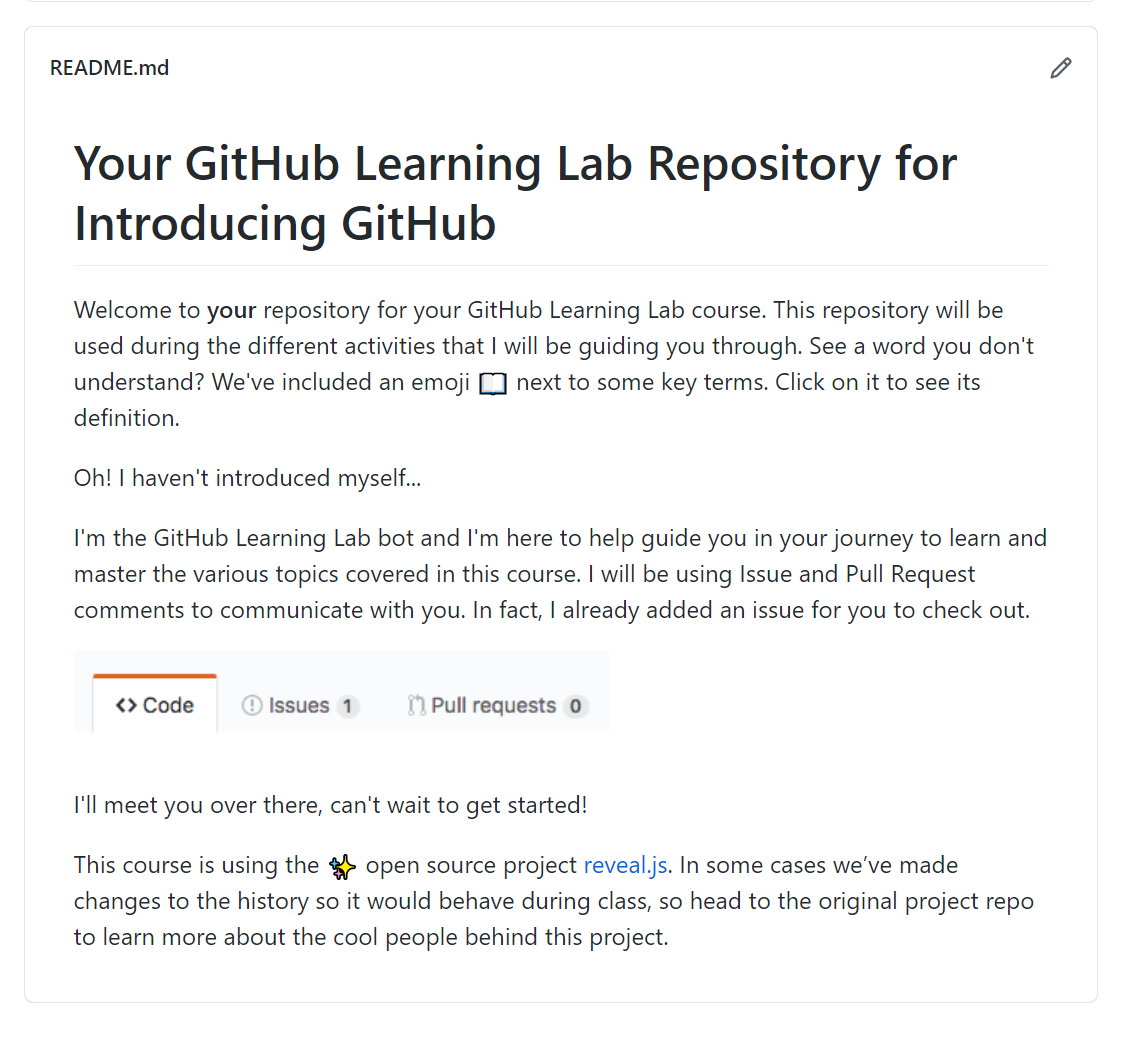 README.md
Your GitHub Learning Lab Repository for
Introducing GitHub
Welcome to your repository for your GitHub Learning Lab course. This repository will be
used during the different activities that I will be guiding you through. See a word you don't
understand? We've included an emoji 📖 next to some key terms. Click on it to see its
definition.
Oh! I haven't introduced myself...
I'm the GitHub Learning Lab bot and I'm here to help guide you in your journey to learn and
master the various topics covered in this course. I will be using Issue and Pull Request
comments to communicate with you. In fact, I already added an issue for you to check out.
<> Code Issues 1 Pull requests 0
I'll meet you over there, can't wait to get started!
This course is using the ✨ open source project reveal.js. In some cases we’ve made
changes to the history so it would behave during class, so head to the original project repo
to learn more about the cool people behind this project.